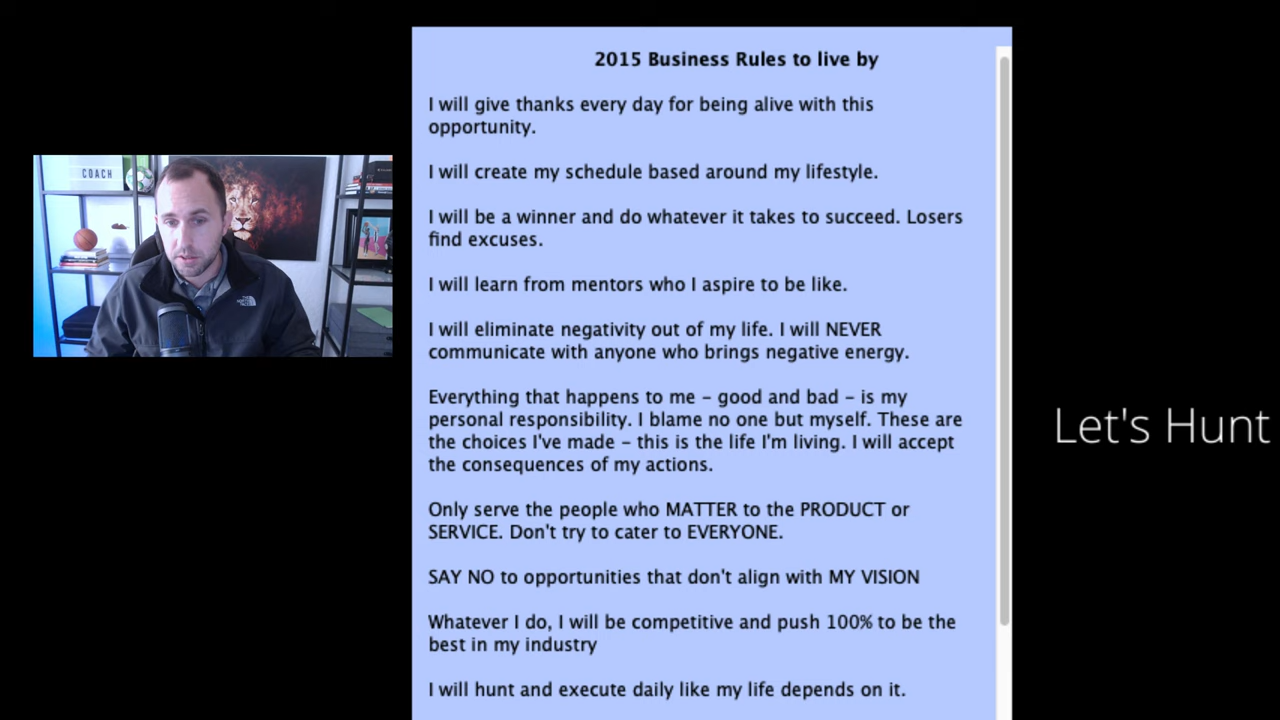 2015 Business Rules to live by
I will give thanks every day for being alive with this
opportunity.
I will create my schedule based around my lifestyle.
I will be a winner and do whatever it takes to succeed. Losers
find excuses.
I will learn from mentors who I aspire to be like.
I will eliminate negativity out of my life. I will NEVER
communicate with anyone who brings negative energy.
Everything that happens to me – good and bad – is my
personal responsibility. I blame no one but myself. These are
the choices I've made – this is the life I'm living. I will accept
the consequences of my actions.
Only serve the people who MATTER to the PRODUCT or
SERVICE. Don't try to cater to EVERYONE.
SAY NO to opportunities that don't align with MY VISION
Whatever I do, I will be competitive and push 100% to be the
best in my industry
I will hunt and execute daily like my life depends on it.
COACH
Let's Hunt